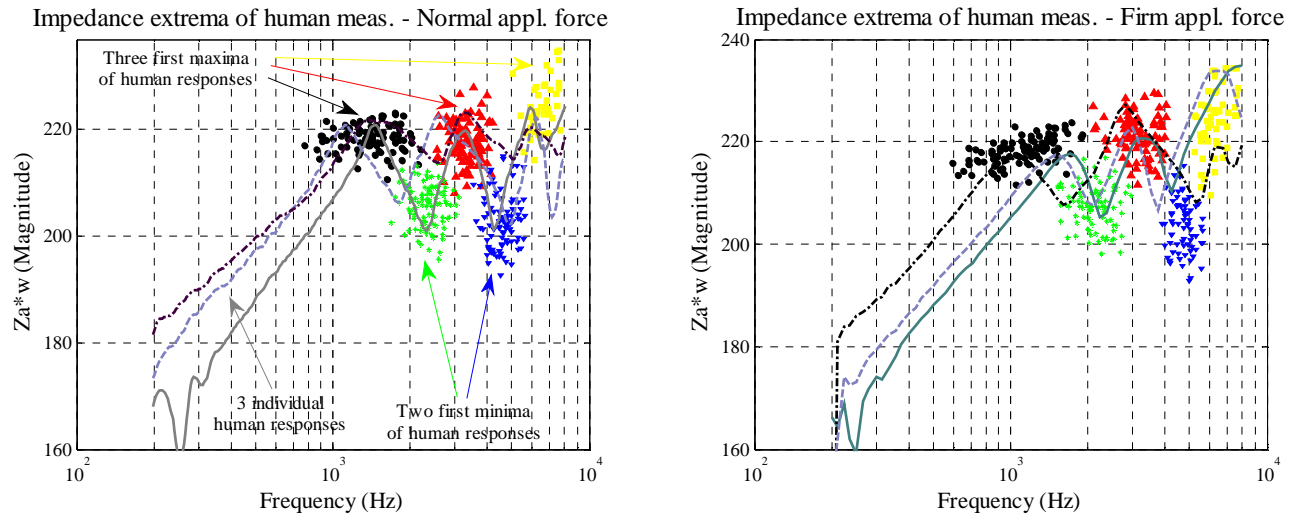 Impedance extrema of human meas. - Normal appl. force
Three first maxima
of human responses
3 individual
human responses
Two first minima
of human responses
220
200
180
160
10^2
10^3
10^4
Za*w (Magnitude)
Frequency (Hz)
Impedance extrema of human meas. - Firm appl. force
240
220
200
180
160
10^2
10^3
10^4
Za*w (Magnitude)
Frequency (Hz)